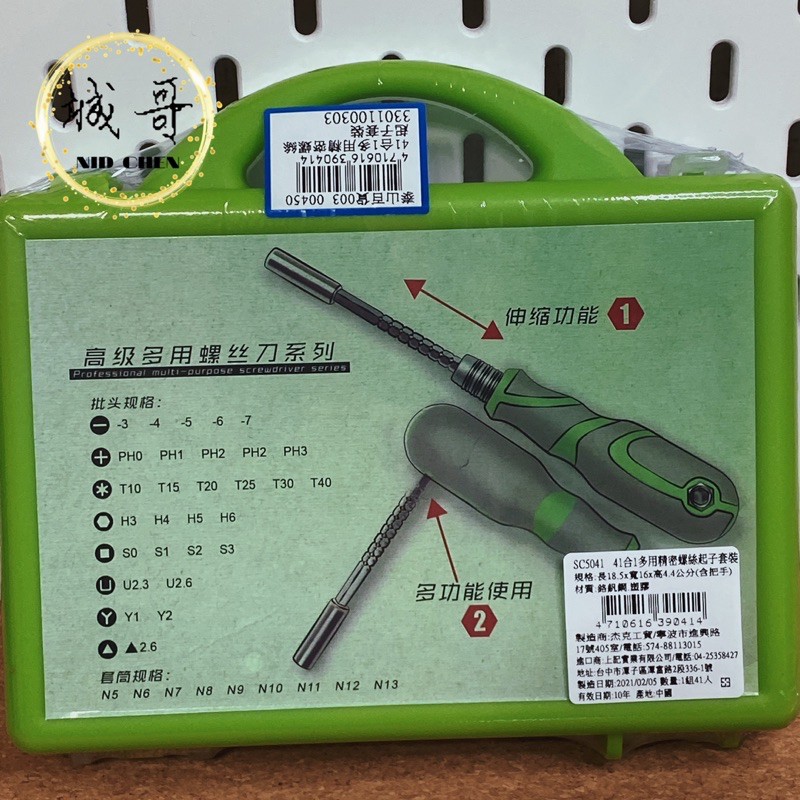 城哥
NID CHEN
泰山百貨003 00450
4 710616 390414
41合1多用精密螺絲
起子套裝
3301100303
伸缩功能 1
高级多用螺丝刀系列
Professional multi-purpose screwdriver series
批头规格:
-3 -4 -5 -6 -7
PH0 PH1 PH2 PH2 PH3
T10 T15 T20 T25 T30 T40
H3 H4 H5 H6
S0 S1 S2 S3
U2.3 U2.6
Y1 Y2
▲2.6
套筒规格:
N5 N6 N7 N8 N9 N10 N11 N12 N13
多功能使用
2
SC5041 41合1多用精密螺絲起子套裝
規格:長18.5x寬16x高4.4公分(含把手)
材質:鉻釩鋼.塑膠
4 710616 390414
製造商:杰克工貿/寧波市進興路
17號405室/電話:574-88113015
進口商:上記實業有限公司/電話:04-25358427
地址:台中市潭子區潭富路2段336-1號
製造日期:2021/02/05 數量:1組41入
有效日期:10年 產地:中國